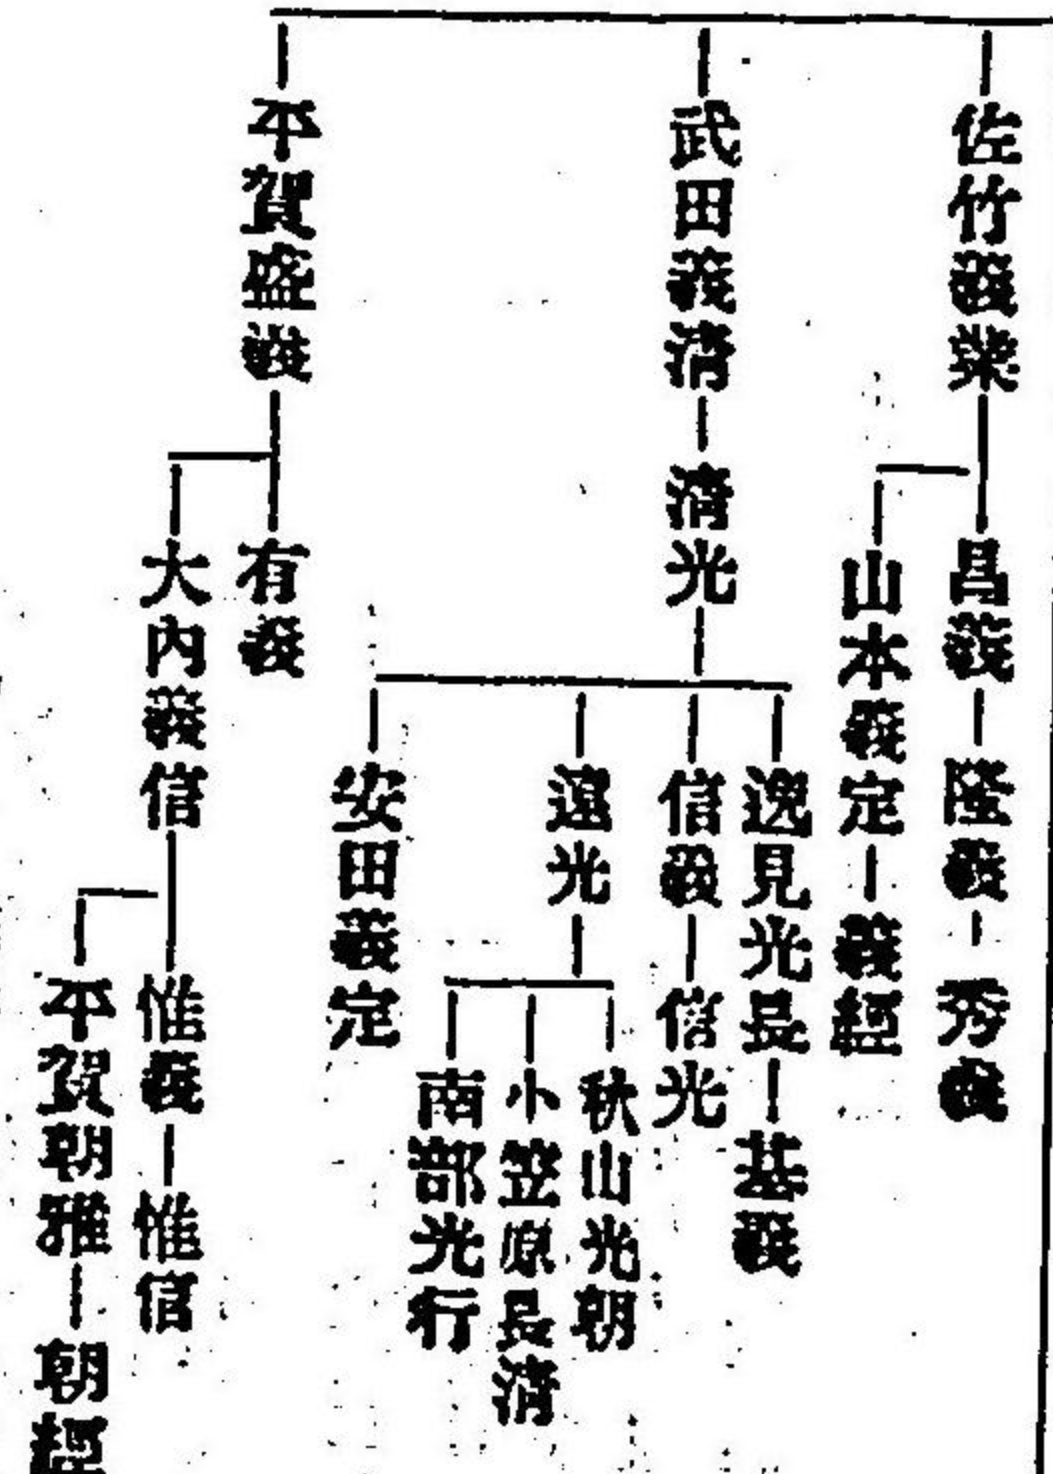 佐竹義業
昌義
隆義
秀義
山本義定
義經
武田義清
清光
逸見光長
基義
信義
信光
遠光
秋山光朝
小笠原長清
南部光行
安田義定
平賀盛義
有義
大內義信
惟義
惟信
平賀朝雅
朝經